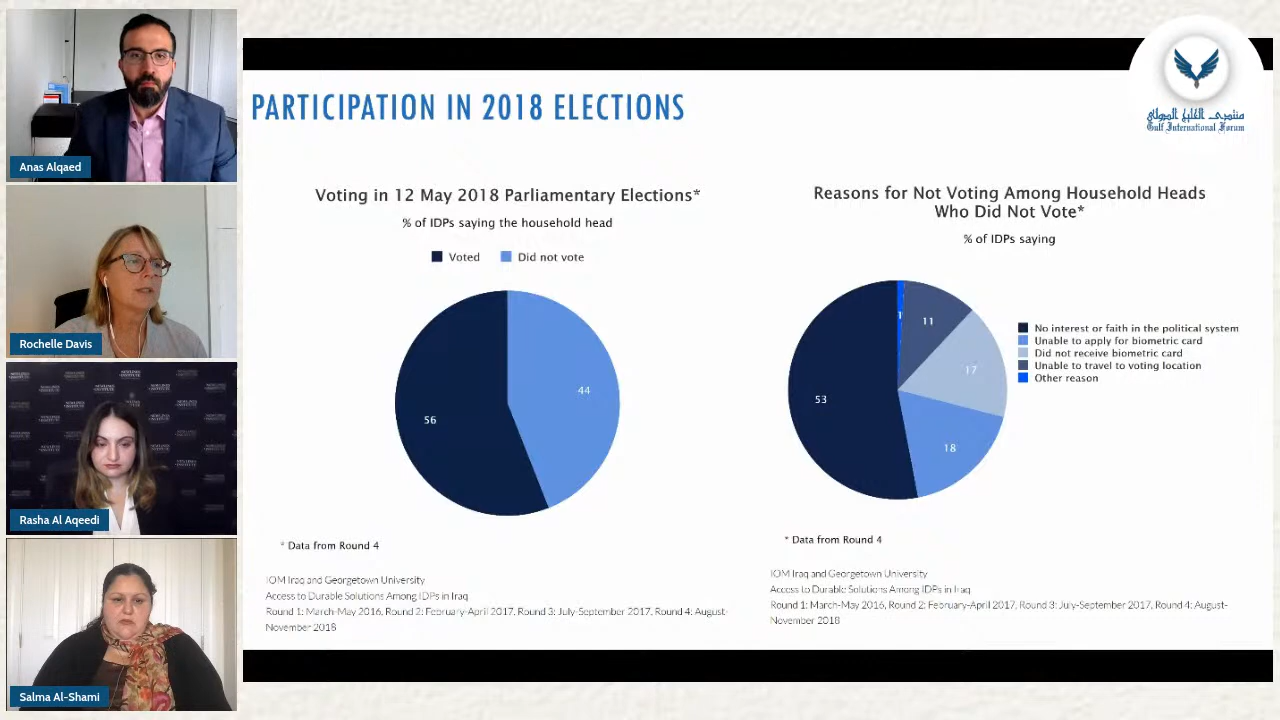 Anas Alqaed
Rochelle Davis
Rasha Al Aqeedi
Salma Al-Shami
PARTICIPATION IN 2018 ELECTIONS
منتدى الخليج الدولي
Gulf International Forum
Voting in 12 May 2018 Parliamentary Elections*
% of IDPs saying the household head
Voted
Did not vote
44
56
* Data from Round 4
IOM Iraq and Georgetown University
Access to Durable Solutions Among IDPs in Iraq
Round 1: March-May 2016, Round 2: February-April 2017, Round 3: July-September 2017, Round 4: August-
November 2018
Reasons for Not Voting Among Household Heads
Who Did Not Vote*
% of IDPs saying
1
11
17
53
18
No interest or faith in the political system
Unable to apply for biometric card
Did not receive biometric card
Unable to travel to voting location
Other reason
* Data from Round 4
IOM Iraq and Georgetown University
Access to Durable Solutions Among IDPs in Iraq
Round 1: March-May 2016, Round 2: February-April 2017, Round 3: July-September 2017, Round 4: August-
November 2018